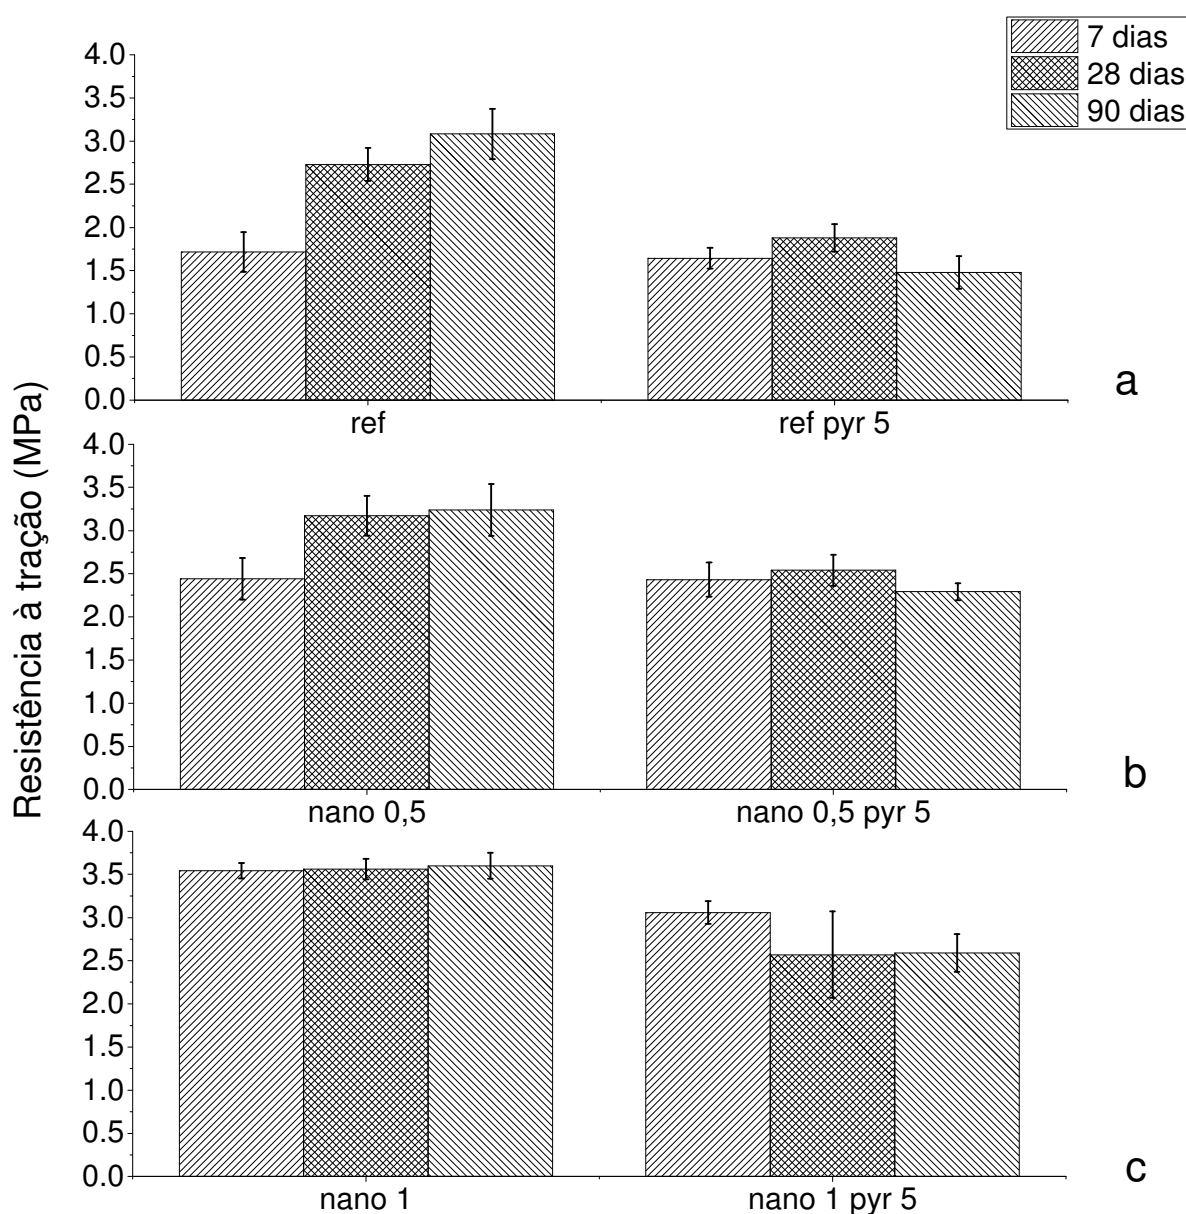 7 dias
28 dias
90 dias
4.0
3.5
3.0
2.5
2.0
1.5
1.0
0.5
0.0
ref
ref pyr 5
a
Resistência à tração (MPa)
4.0
3.5
3.0
2.5
2.0
1.5
1.0
0.5
0.0
nano 0,5
nano 0,5 pyr 5
b
4.0
3.5
3.0
2.5
2.0
1.5
1.0
0.5
0.0
nano 1
nano 1 pyr 5
c